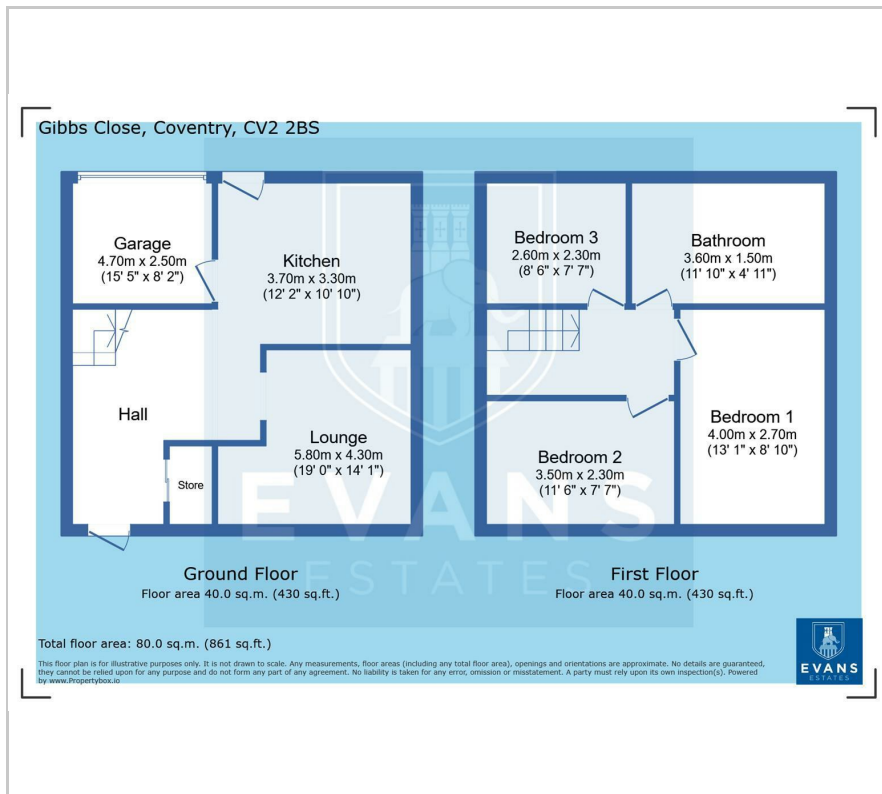 Gibbs Close, Coventry, CV2 2BS
Garage
4.70m x 2.50m
(15' 5" x 8' 2")
Kitchen
3.70m x 3.30m
(12' 2" x 10' 10")
Hall
Lounge
5.80m x 4.30m
(19' 0" x 14' 1")
Store
Bedroom 3
2.60m x 2.30m
(8' 6" x 7' 7")
Bathroom
3.60m x 1.50m
(11' 10" x 4' 11")
Bedroom 1
4.00m x 2.70m
(13' 1" x 8' 10")
Bedroom 2
3.50m x 2.30m
(11' 6" x 7' 7")
EVANS
ESTATES
Ground Floor
Floor area 40.0 sq.m. (430 sq.ft.)
First Floor
Floor area 40.0 sq.m. (430 sq.ft.)
Total floor area: 80.0 sq.m. (861 sq.ft.)
This floor plan is for illustrative purposes only. It is not drawn to scale. Any measurements, floor areas (including any total floor area), openings and orientations are approximate. No details are guaranteed,
they cannot be relied upon for any purpose and do not form any part of any agreement. No liability is taken for any error, omission or misstatement. A party must rely upon its own inspection(s). Powered
by www.Propertybox.io
EVANS
ESTATES